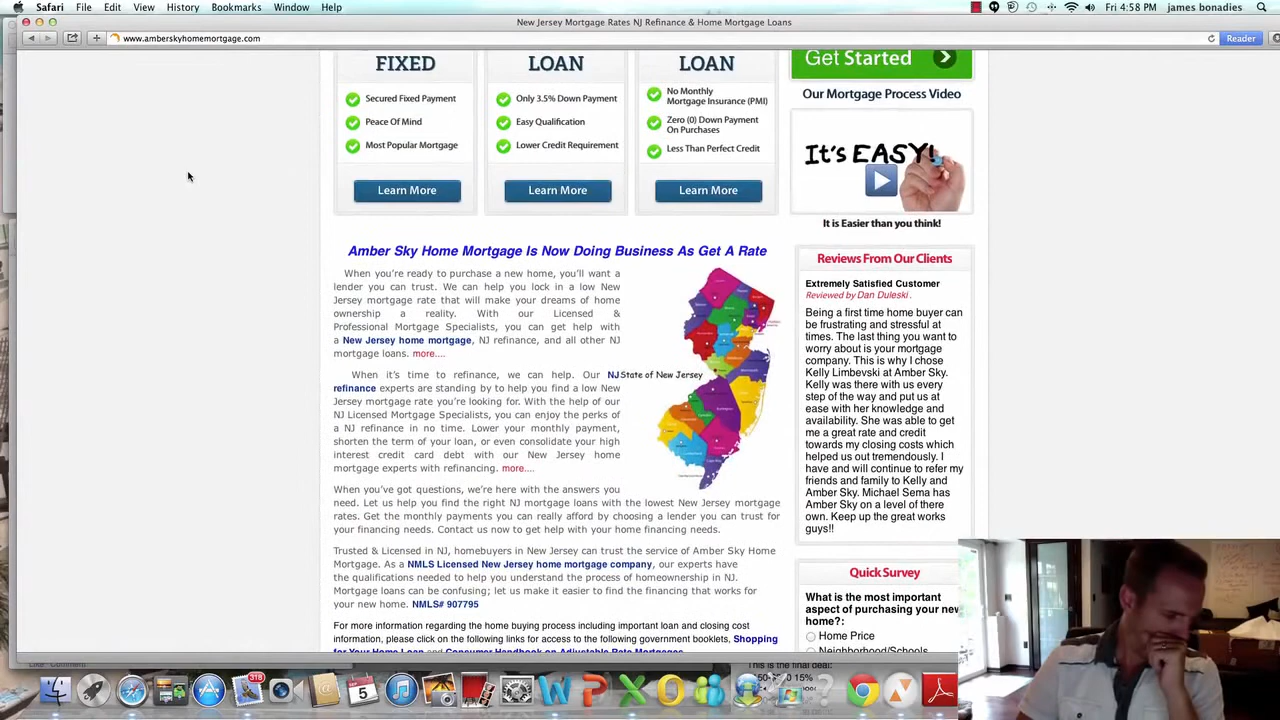 Safari File Edit View History Bookmarks Window Help
Fri 4:58 PM james bonadies
New Jersey Mortgage Rates NJ Refinance & Home Mortgage Loans
www.amberskyhomemortgage.com
Reader
FIXED
Secured Fixed Payment
Peace Of Mind
Most Popular Mortgage
Learn More
LOAN
Only 3.5% Down Payment
Easy Qualification
Lower Credit Requirement
Learn More
LOAN
No Monthly
Mortgage Insurance (PMI)
Zero (0) Down Payment
On Purchases
Less Than Perfect Credit
Learn More
Get Started
Our Mortgage Process Video
It's EASY!
It is Easier than you think!
Amber Sky Home Mortgage Is Now Doing Business As Get A Rate
When you're ready to purchase a new home, you'll want a
lender you can trust. We can help you lock in a low New
Jersey mortgage rate that will make your dreams of home
ownership a reality. With our Licensed &
Professional Mortgage Specialists, you can get help with
a New Jersey home mortgage, NJ refinance, and all other NJ
mortgage loans. more....
When it's time to refinance, we can help. Our NJ
refinance experts are standing by to help you find a low New
Jersey mortgage rate you're looking for. With the help of our
NJ Licensed Mortgage Specialists, you can enjoy the perks of
a NJ refinance in no time. Lower your monthly payment,
shorten the term of your loan, or even consolidate your high
interest credit card debt with our New Jersey home
mortgage experts with refinancing. more....
State of New Jersey
When you've got questions, we're here with the answers you
need. Let us help you find the right NJ mortgage loans with the lowest New Jersey mortgage
rates. Get the monthly payments you can really afford by choosing a lender you can trust for
your financing needs. Contact us now to get help with your home financing needs.
Trusted & Licensed in NJ, homebuyers in New Jersey can trust the service of Amber Sky Home
Mortgage. As a NMLS Licensed New Jersey home mortgage company, our experts have
the qualifications needed to help you understand the process of homeownership in NJ.
Mortgage loans can be confusing; let us make it easier to find the financing that works for
your new home. NMLS# 907795
For more information regarding the home buying process including important loan and closing cost
information, please click on the following links for access to the following government booklets, Shopping
for Your Home Loan and Consumer Handbook on Adjustable Rate Mortgages
Reviews From Our Clients
Extremely Satisfied Customer
Reviewed by Dan Duleski .
Being a first time home buyer can
be frustrating and stressful at
times. The last thing you want to
worry about is your mortgage
company. This is why I chose
Kelly Limbevski at Amber Sky.
Kelly was there with us every
step of the way and put us at
ease with her knowledge and
availability. She was able to get
me a great rate and credit
towards my closing costs which
helped us out tremendously. I
have and will continue to refer my
friends and family to Kelly and
Amber Sky. Michael Sema has
Amber Sky on a level of there
own. Keep up the great works
guys!!
Quick Survey
What is the most important
aspect of purchasing your new
home?:
Home Price
Neighborhood/Schools
Like Comment
This is the final deal:
318
SEP
5